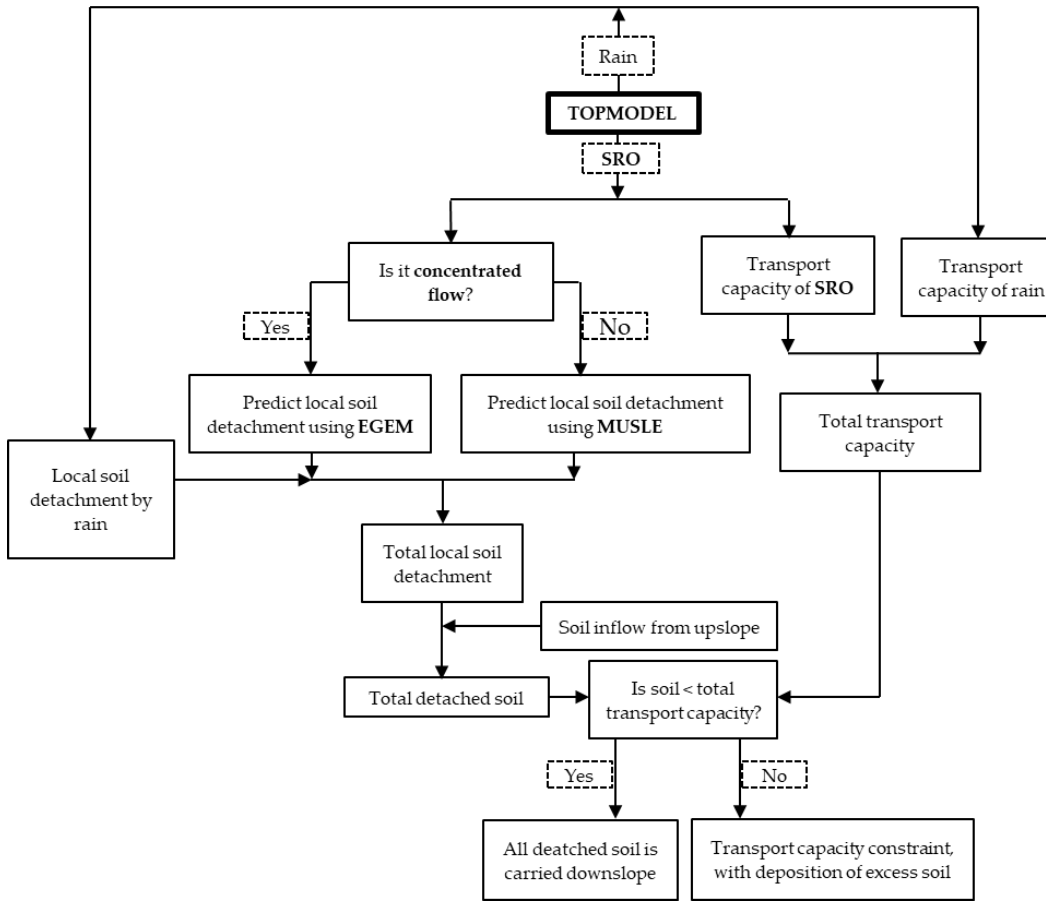 Rain
TOPMODEL
SRO
Is it concentrated
flow?
Transport
capacity of SRO
Transport
capacity of rain
Yes
No
Predict local soil
detachment using EGEM
Predict local soil detachment
using MUSLE
Total transport
capacity
Local soil
detachment by
rain
Total local soil
detachment
Soil inflow from upslope
Total detached soil
Is soil < total
transport capacity?
Yes
No
All deatched soil is
carried downslope
Transport capacity constraint,
with deposition of excess soil